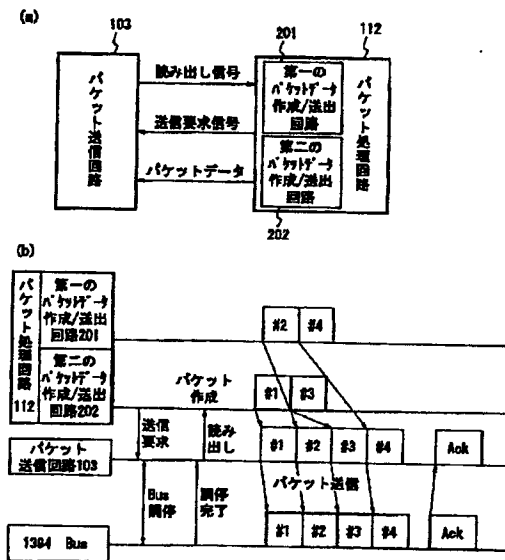 (a)
103
201
112
パケット送信回路
読み出し信号
送信要求信号
パケットデータ
第一の
パケットデータ
作成/送出
回路
第二の
パケットデータ
作成/送出
回路
パケット処理回路
202
(b)
パケット処理回路
112
第一の
パケットデータ
作成/送出
回路201
第二の
パケットデータ
作成/送出
回路202
#2
#4
パケット
作成
#1
#3
送信
要求
読み
出し
パケット
送信回路103
#1
#2
#3
#4
Ack
Bus
調停
調停
完了
パケット送信
1394 Bus
#1
#2
#3
#4
Ack